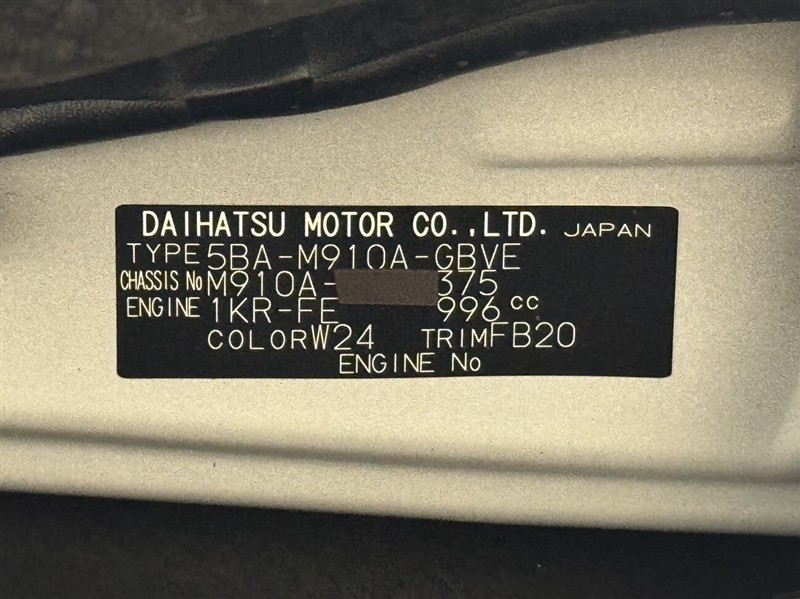 DAIHATSU MOTOR CO.,LTD. JAPAN
TYPE 5BA-M910A-GBVE
CHASSIS No M910A- 375
ENGINE 1KR-FE 996 cc
COLOR W24 TRIM FB20
ENGINE No